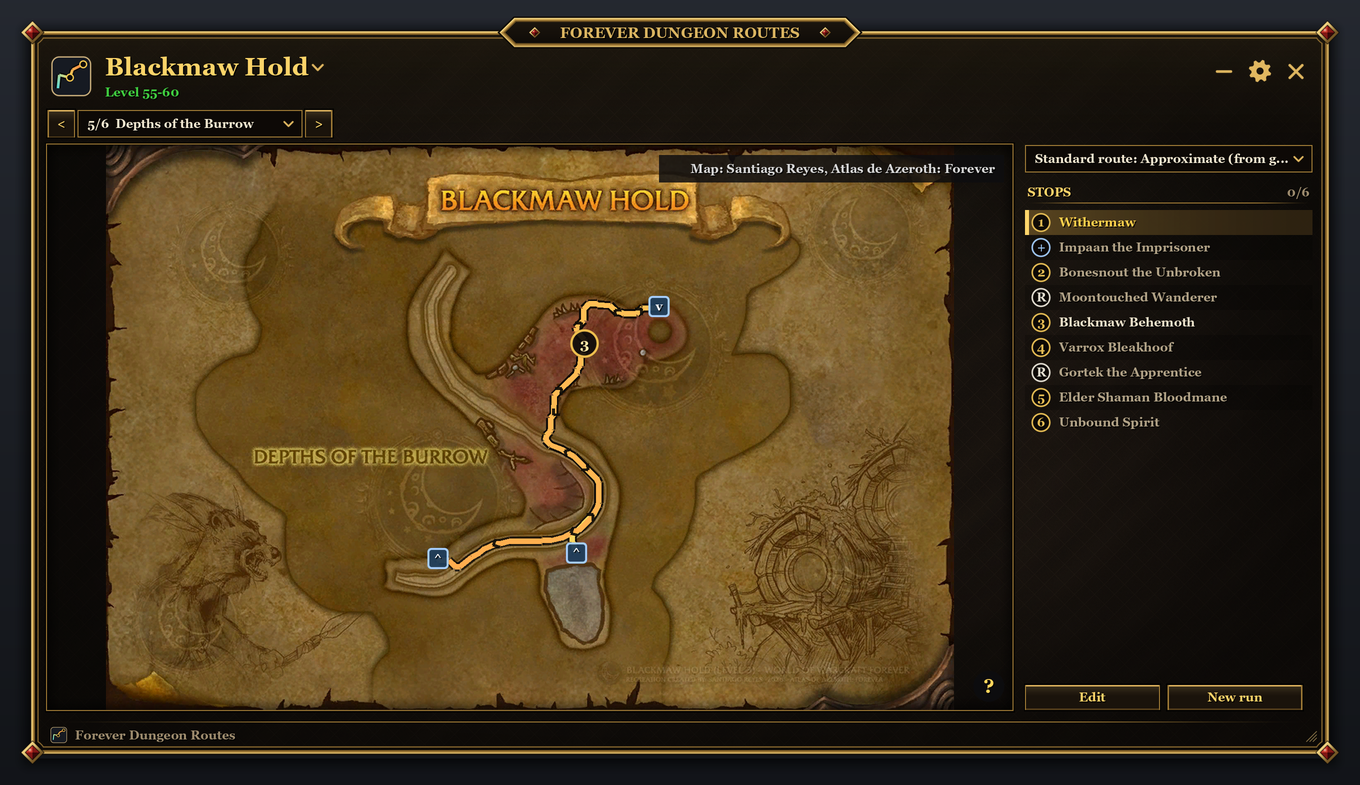 FOREVER DUNGEON ROUTES
Blackmaw Hold
Level 55-60
<
5/6 Depths of the Burrow
>
Map: Santiago Reyes, Atlas de Azeroth: Forever
BLACKMAW HOLD
v
3
DEPTHS OF THE BURROW
^
^
?
Standard route: Approximate (from g...
STOPS 0/6
1 Withermaw
+ Impaan the Imprisoner
2 Bonesnout the Unbroken
R Moontouched Wanderer
3 Blackmaw Behemoth
4 Varrox Bleakhoof
R Gortek the Apprentice
5 Elder Shaman Bloodmane
6 Unbound Spirit
Edit
New run
Forever Dungeon Routes